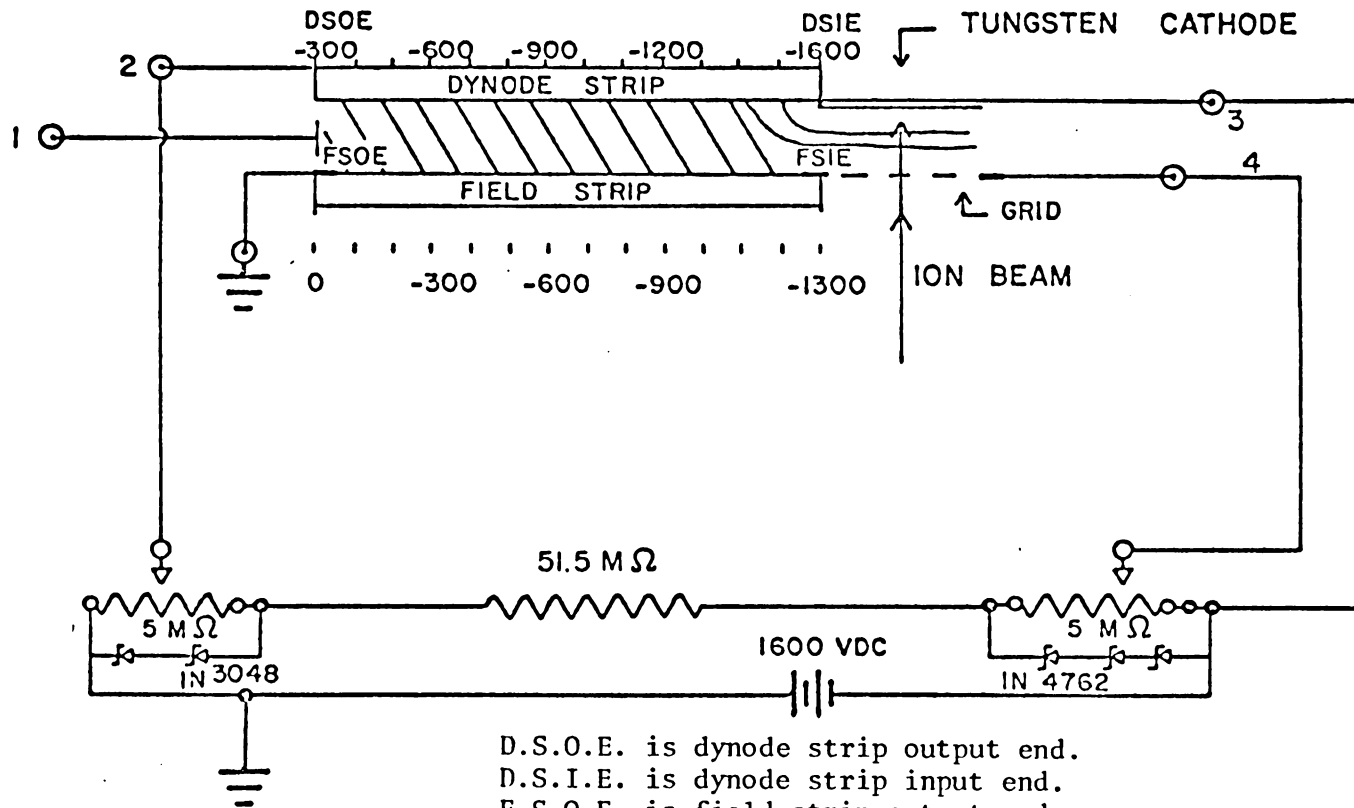 DSOE DSIE TUNGSTEN CATHODE
-300 -600 -900 -1200 -1600
2
DYNODE STRIP
1
3
FSOE FSIE
4
FIELD STRIP
GRID
0 -300 -600 -900 -1300 ION BEAM
51.5 MΩ
5 MΩ 5 MΩ
1600 VDC
IN 3048 IN 4762
D.S.O.E. is dynode strip output end.
D.S.I.E. is dynode strip input end.